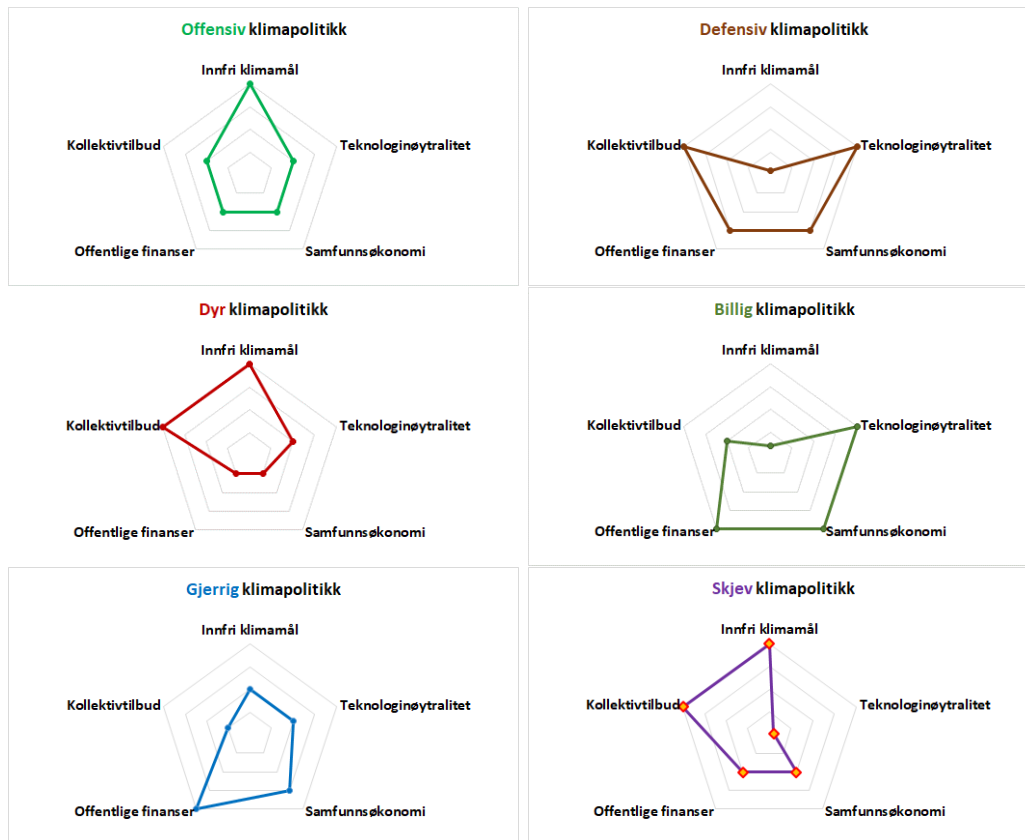 Offensiv klimapolitikk
Innfri klimamål
Kollektivtilbud
Teknologinøytralitet
Offentlige finanser
Samfunnsøkonomi
Defensiv klimapolitikk
Innfri klimamål
Kollektivtilbud
Teknologinøytralitet
Offentlige finanser
Samfunnsøkonomi
Dyr klimapolitikk
Innfri klimamål
Kollektivtilbud
Teknologinøytralitet
Offentlige finanser
Samfunnsøkonomi
Billig klimapolitikk
Innfri klimamål
Kollektivtilbud
Teknologinøytralitet
Offentlige finanser
Samfunnsøkonomi
Gjerrig klimapolitikk
Innfri klimamål
Kollektivtilbud
Teknologinøytralitet
Offentlige finanser
Samfunnsøkonomi
Skjev klimapolitikk
Innfri klimamål
Kollektivtilbud
Teknologinøytralitet
Offentlige finanser
Samfunnsøkonomi